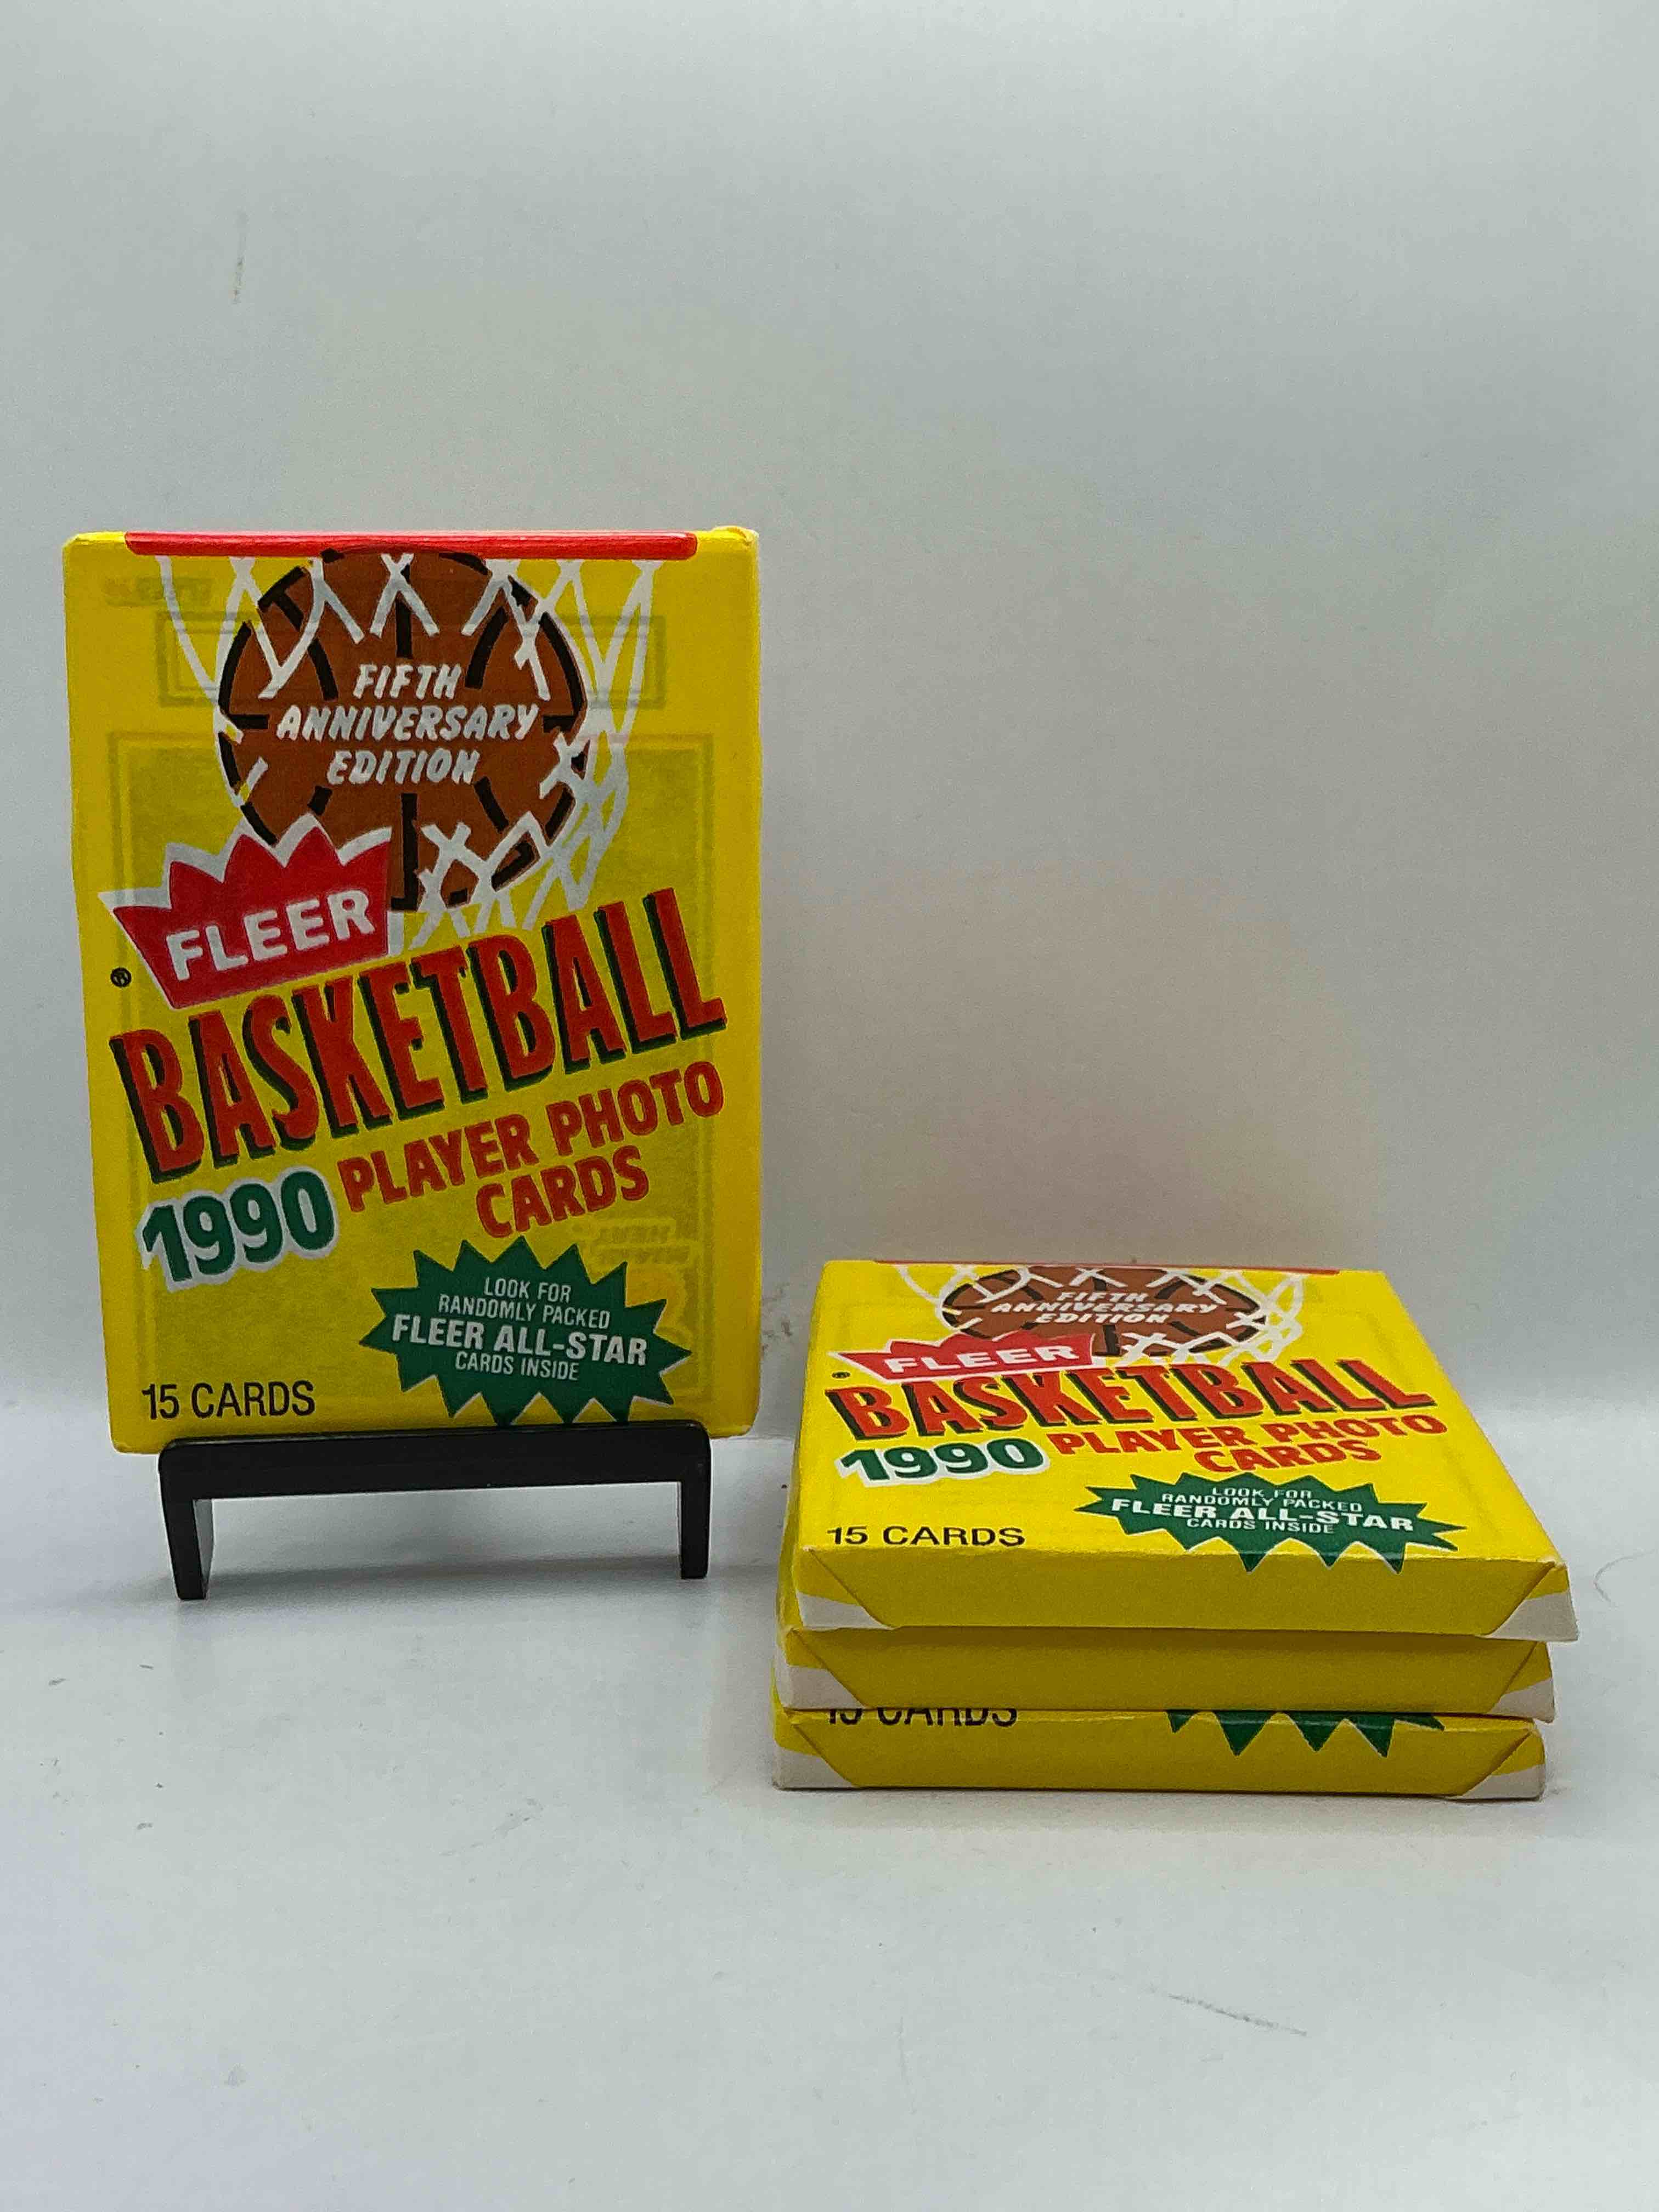 FIFTH
ANNIVERSARY
EDITION
FLEER
®
BASKETBALL
1990 PLAYER PHOTO
CARDS
LOOK FOR
RANDOMLY PACKED
FLEER ALL-STAR
CARDS INSIDE
15 CARDS
FIFTH
ANNIVERSARY
EDITION
FLEER
BASKETBALL
1990 PLAYER PHOTO
CARDS
LOOK FOR
RANDOMLY PACKED
FLEER ALL-STAR
CARDS INSIDE
15 CARDS
15 CARDS